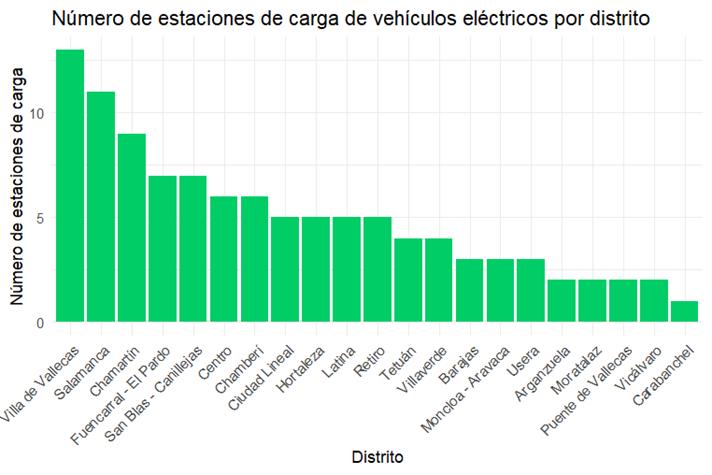 Número de estaciones de carga de vehículos eléctricos por distrito
Número de estaciones de carga
10
5
0
Villa de Vallecas
Salamanca
Chamartín
Fuencarral - El Pardo
San Blas - Canillejas
Centro
Chamberí
Ciudad Lineal
Hortaleza
Latina
Retiro
Tetuán
Villaverde
Barajas
Moncloa - Aravaca
Usera
Arganzuela
Moratalaz
Puente de Vallecas
Vicálvaro
Carabanchel
Distrito